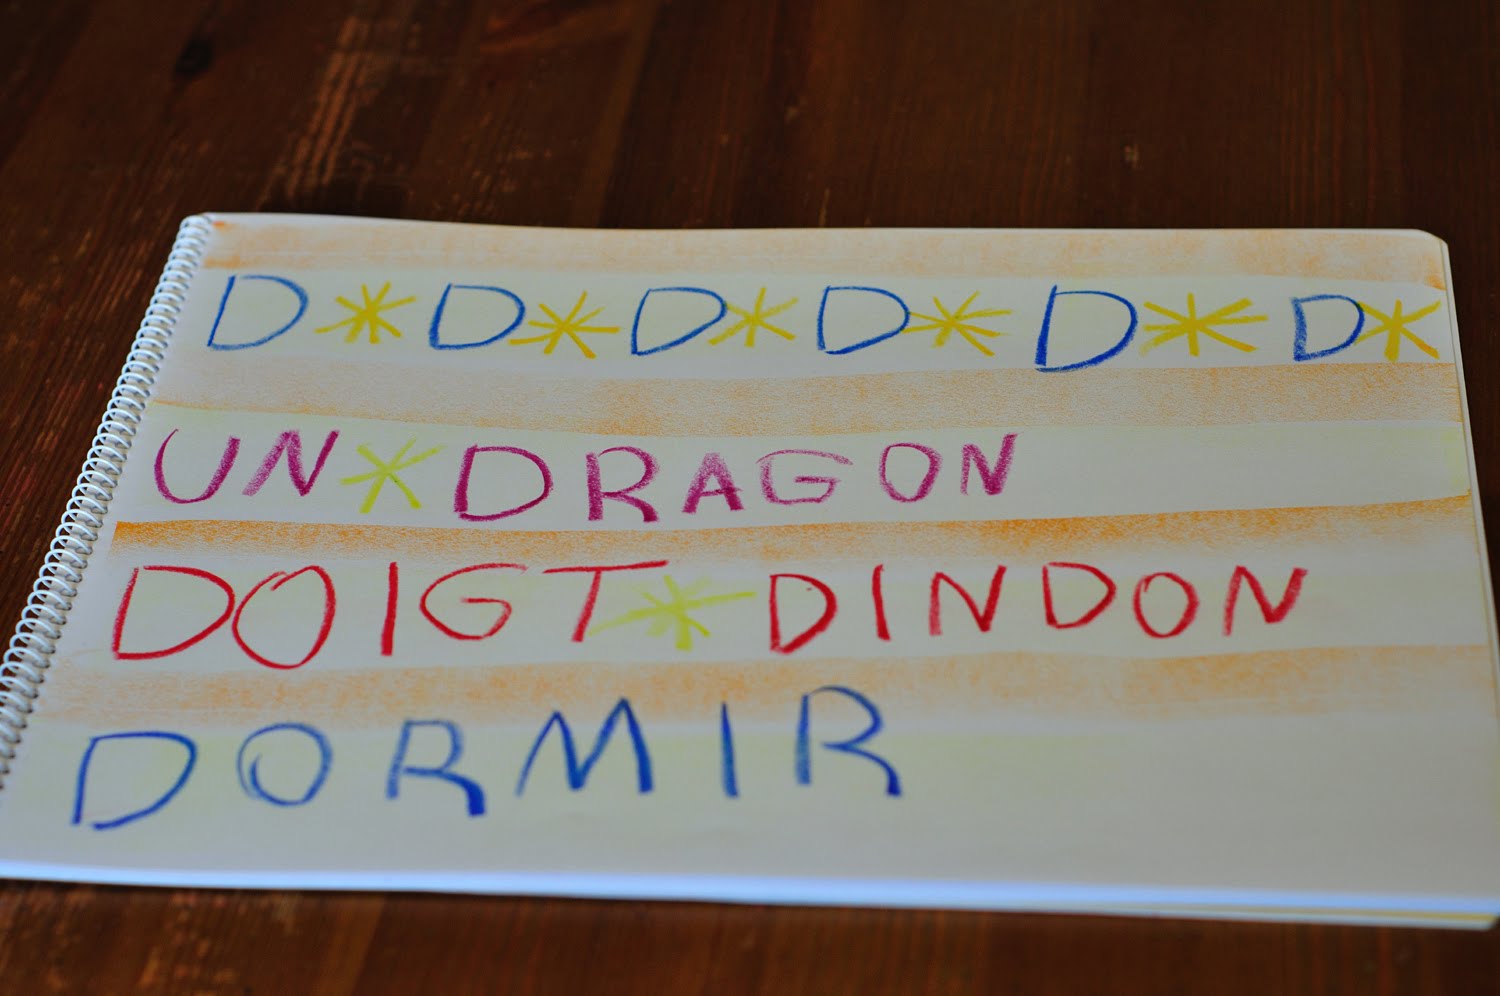 D * D * D * D * D * D *
UN * DRAGON
DOIGT * DINDON
DORMIR